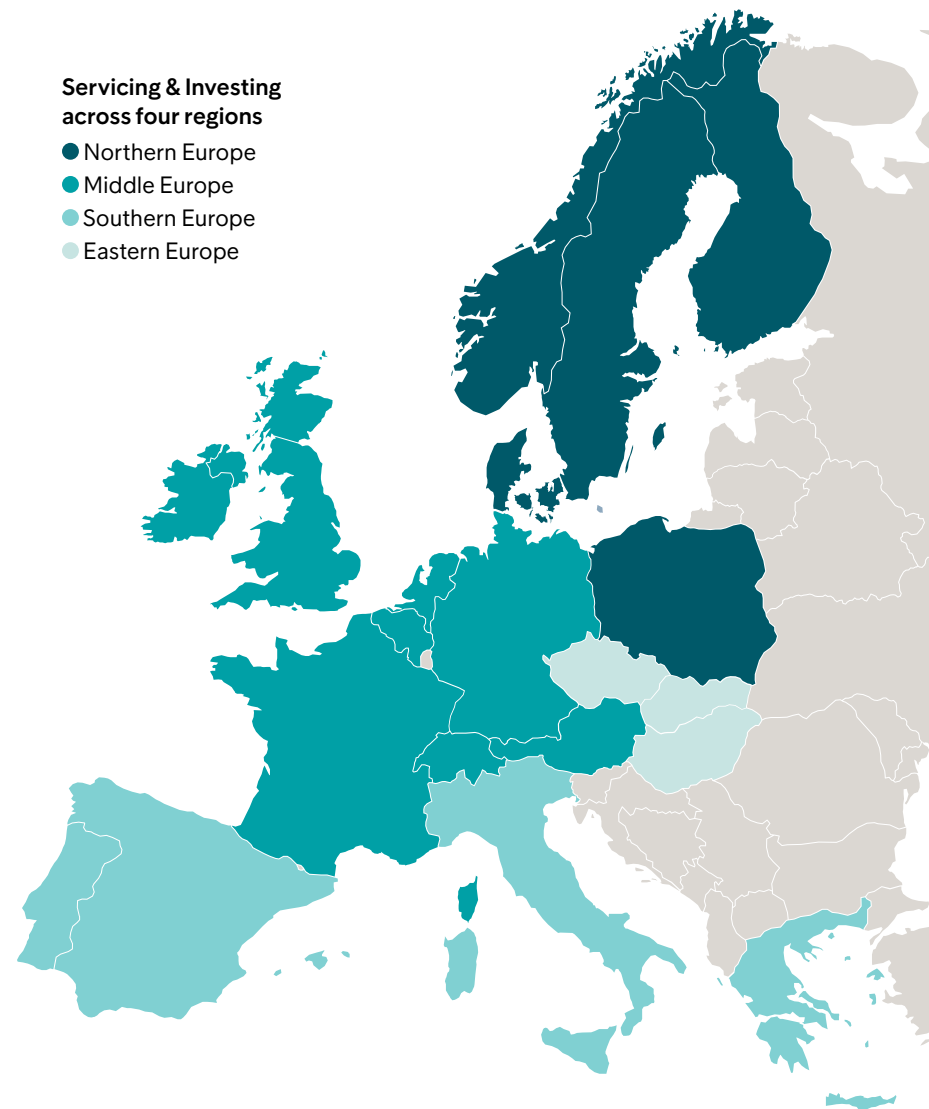 Servicing & Investing
across four regions
Northern Europe
Middle Europe
Southern Europe
Eastern Europe